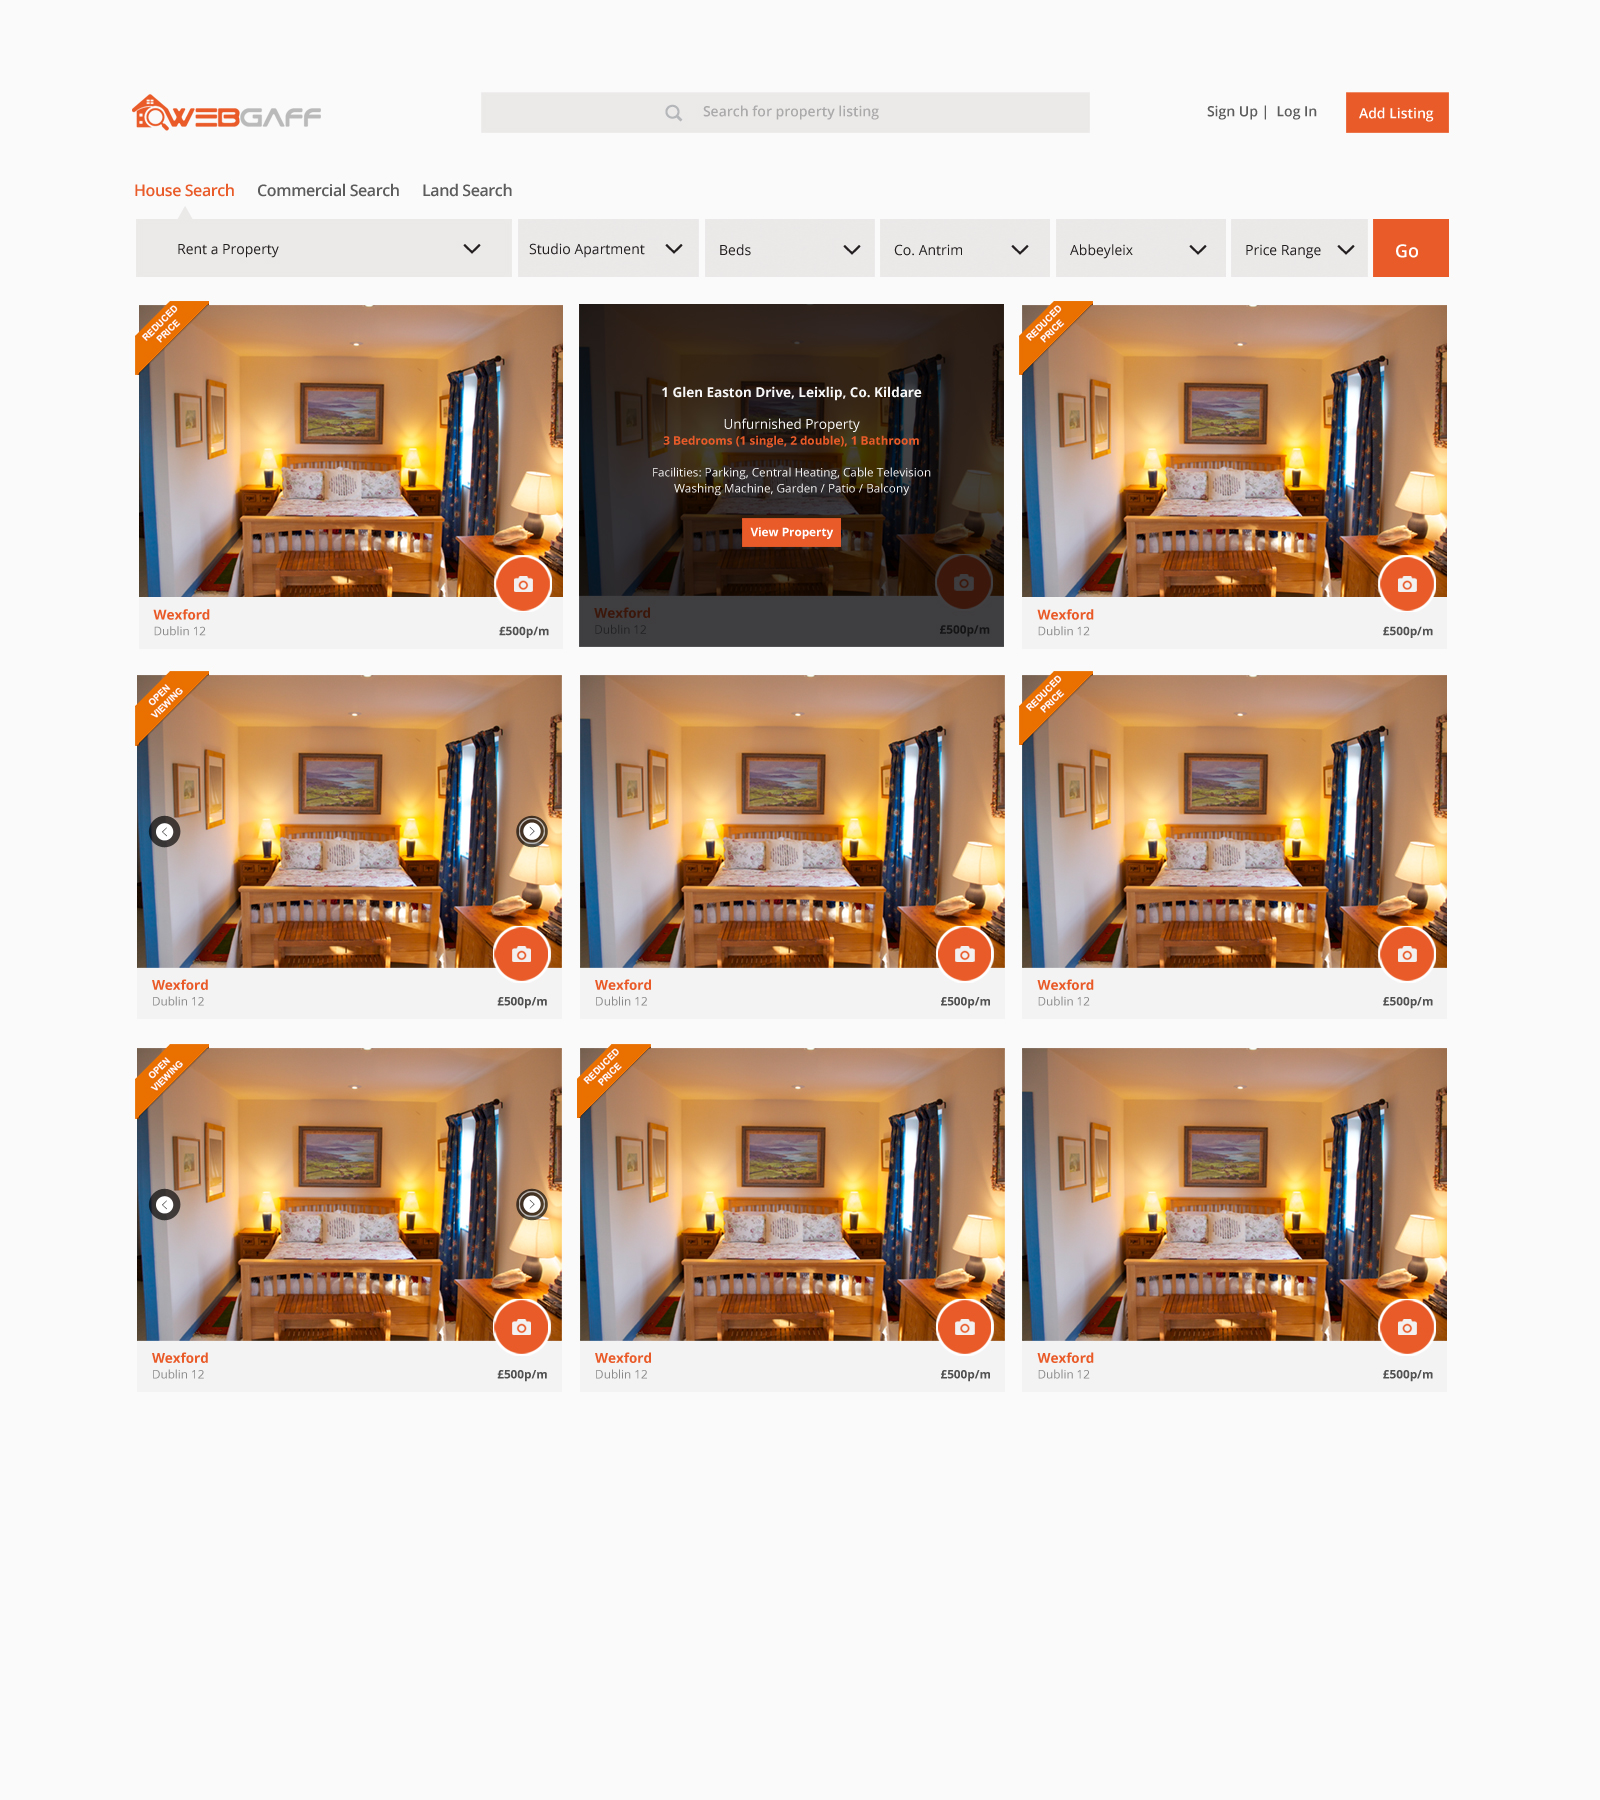 WEBGAFF
Search for property listing
Sign Up | Log In
Add Listing
House Search
Commercial Search
Land Search
Rent a Property
Studio Apartment
Beds
Co. Antrim
Abbeyleix
Price Range
Go
REDUCED
PRICE
Wexford
Dublin 12
£500p/m
1 Glen Easton Drive, Leixlip, Co. Kildare
Unfurnished Property
3 Bedrooms (1 single, 2 double), 1 Bathroom
Facilities: Parking, Central Heating, Cable Television
Washing Machine, Garden / Patio / Balcony
View Property
Wexford
Dublin 12
£500p/m
REDUCED
PRICE
Wexford
Dublin 12
£500p/m
OPEN
VIEWING
Wexford
Dublin 12
£500p/m
Wexford
Dublin 12
£500p/m
REDUCED
PRICE
Wexford
Dublin 12
£500p/m
OPEN
VIEWING
Wexford
Dublin 12
£500p/m
REDUCED
PRICE
Wexford
Dublin 12
£500p/m
Wexford
Dublin 12
£500p/m